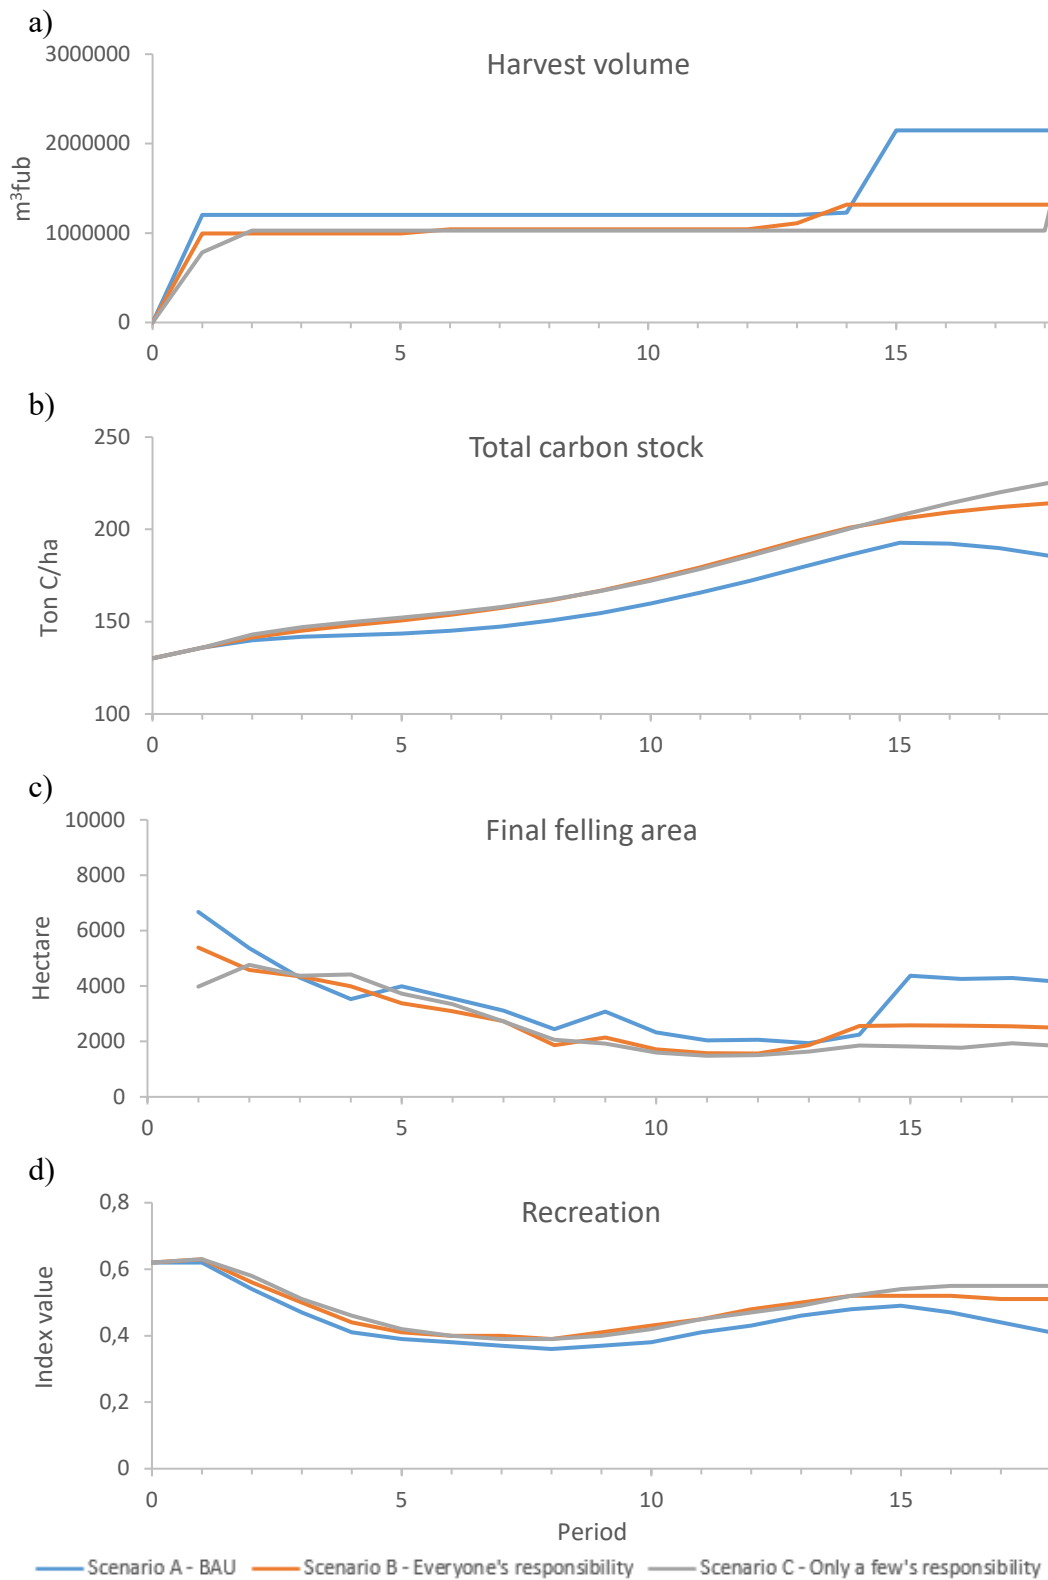 a)
Harvest volume
3000000
2000000
1000000
0
m³fub
0 5 10 15
b)
Total carbon stock
250
200
150
100
Ton C/ha
0 5 10 15
c)
Final felling area
10000
8000
6000
4000
2000
0
Hectare
0 5 10 15
d)
Recreation
0,8
0,6
0,4
0,2
0
Index value
0 5 10 15
Period
Scenario A - BAU Scenario B - Everyone's responsibility Scenario C - Only a few's responsibility